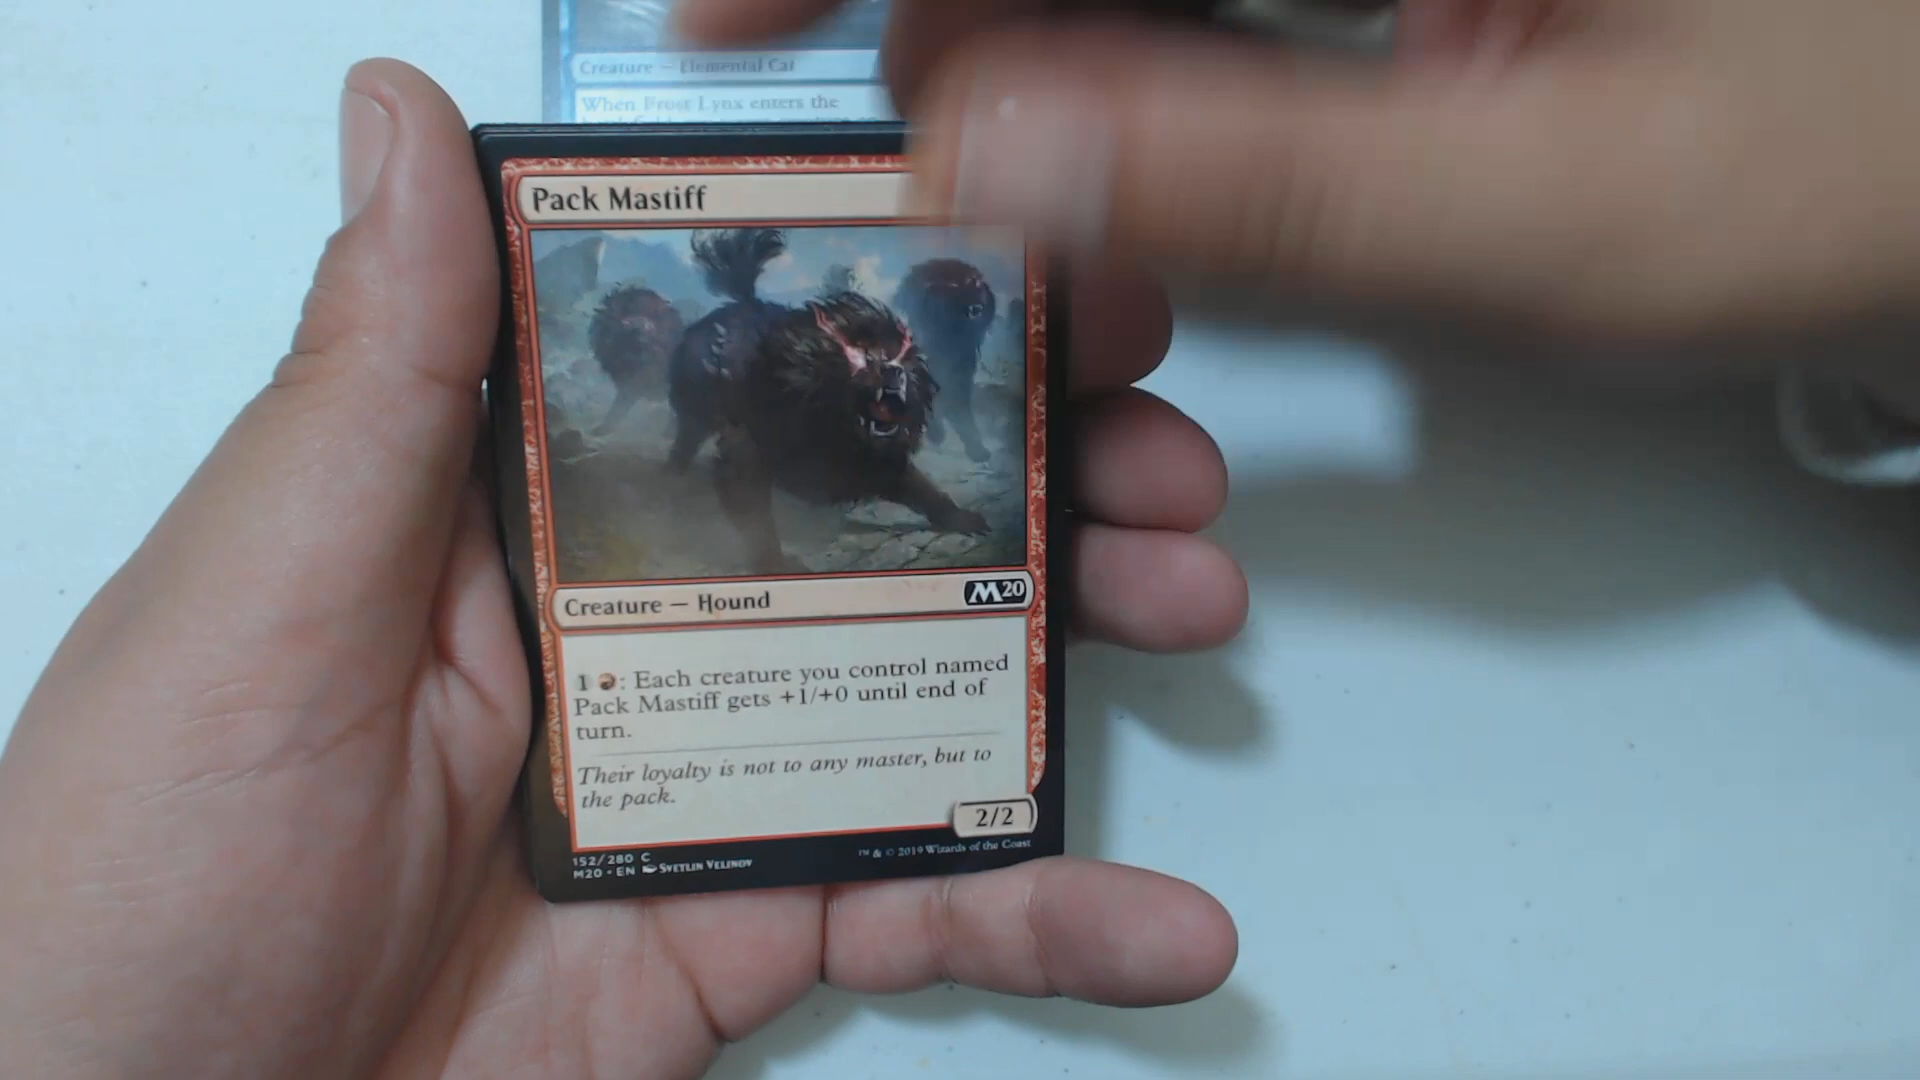 Creature — Elemental Cat
When Frost Lynx enters the
Pack Mastiff
Creature — Hound
M20
1 : Each creature you control named
Pack Mastiff gets +1/+0 until end of
turn.
Their loyalty is not to any master, but to
the pack.
2/2
152/280 C
M20 • EN SVETLIN VELINOV
™ & © 2019 Wizards of the Coast